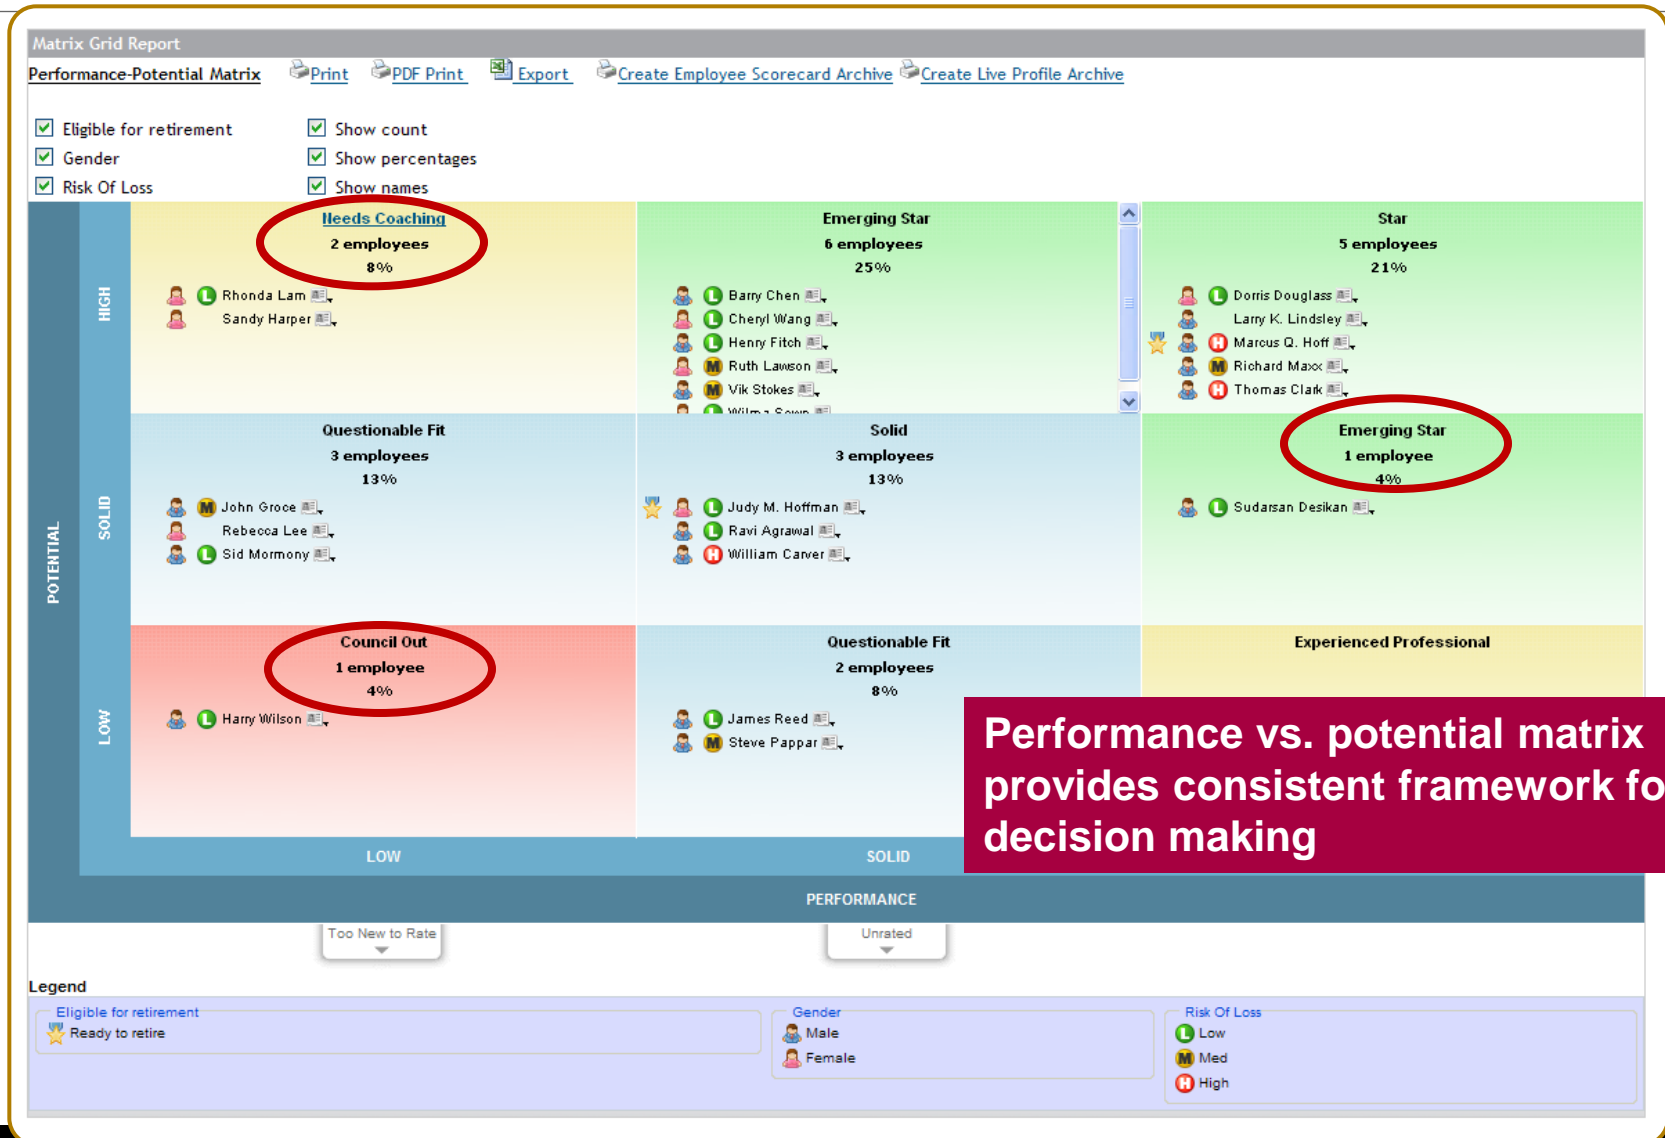 Matrix Grid Report
Performance-Potential Matrix Print PDF Print Export Create Employee Scorecard Archive Create Live Profile Archive
Eligible for retirement Show count
Gender Show percentages
Risk Of Loss Show names
POTENTIAL
HIGH
Needs Coaching
2 employees
8%
L Rhonda Lam
Sandy Harper
Emerging Star
6 employees
25%
L Barry Chen
L Cheryl Wang
L Henry Fitch
M Ruth Lawson
M Vik Stokes
L Wilma Sown
Star
5 employees
21%
L Dorris Douglass
Larry K. Lindsley
H Marcus Q. Hoff
M Richard Maxx
H Thomas Clark
SOLID
Questionable Fit
3 employees
13%
M John Groce
Rebecca Lee
L Sid Mormony
Solid
3 employees
13%
L Judy M. Hoffman
L Ravi Agrawal
H William Carver
Emerging Star
1 employee
4%
L Sudarsan Desikan
LOW
Council Out
1 employee
4%
L Harry Wilson
Questionable Fit
2 employees
8%
L James Reed
M Steve Pappar
Experienced Professional
Performance vs. potential matrix
provides consistent framework fo
decision making
LOW SOLID
PERFORMANCE
Too New to Rate Unrated
Legend
Eligible for retirement
Ready to retire
Gender
Male
Female
Risk Of Loss
L Low
M Med
H High